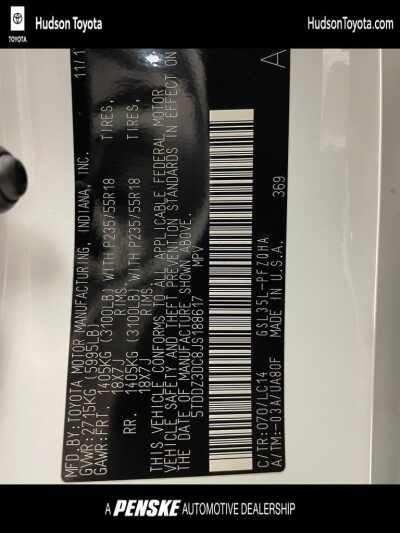 Hudson Toyota
HudsonToyota.com
TOYOTA
MFD. BY: TOYOTA MOTOR MANUFACTURING, INDIANA, INC. 11/1
GVWR: 2715KG (5995LB)
GAWR: FRT. 1405KG (3100LB) WITH P235/55R18 TIRES,
18X7J RIMS,
RR. 1405KG (3100LB) WITH P235/55R18 TIRES,
18X7J RIMS.
THIS VEHICLE CONFORMS TO ALL APPLICABLE FEDERAL MOTOR
VEHICLE SAFETY AND THEFT PREVENTION STANDARDS IN EFFECT ON
THE DATE OF MANUFACTURE SHOWN ABOVE.
5TDDZ3DC8JS188617 MPV
A
C/TR:070/LC14 GSL35L-PFZQHA 369
A/TM:-03A/UA80F MADE IN U.S.A.
A PENSKE AUTOMOTIVE DEALERSHIP